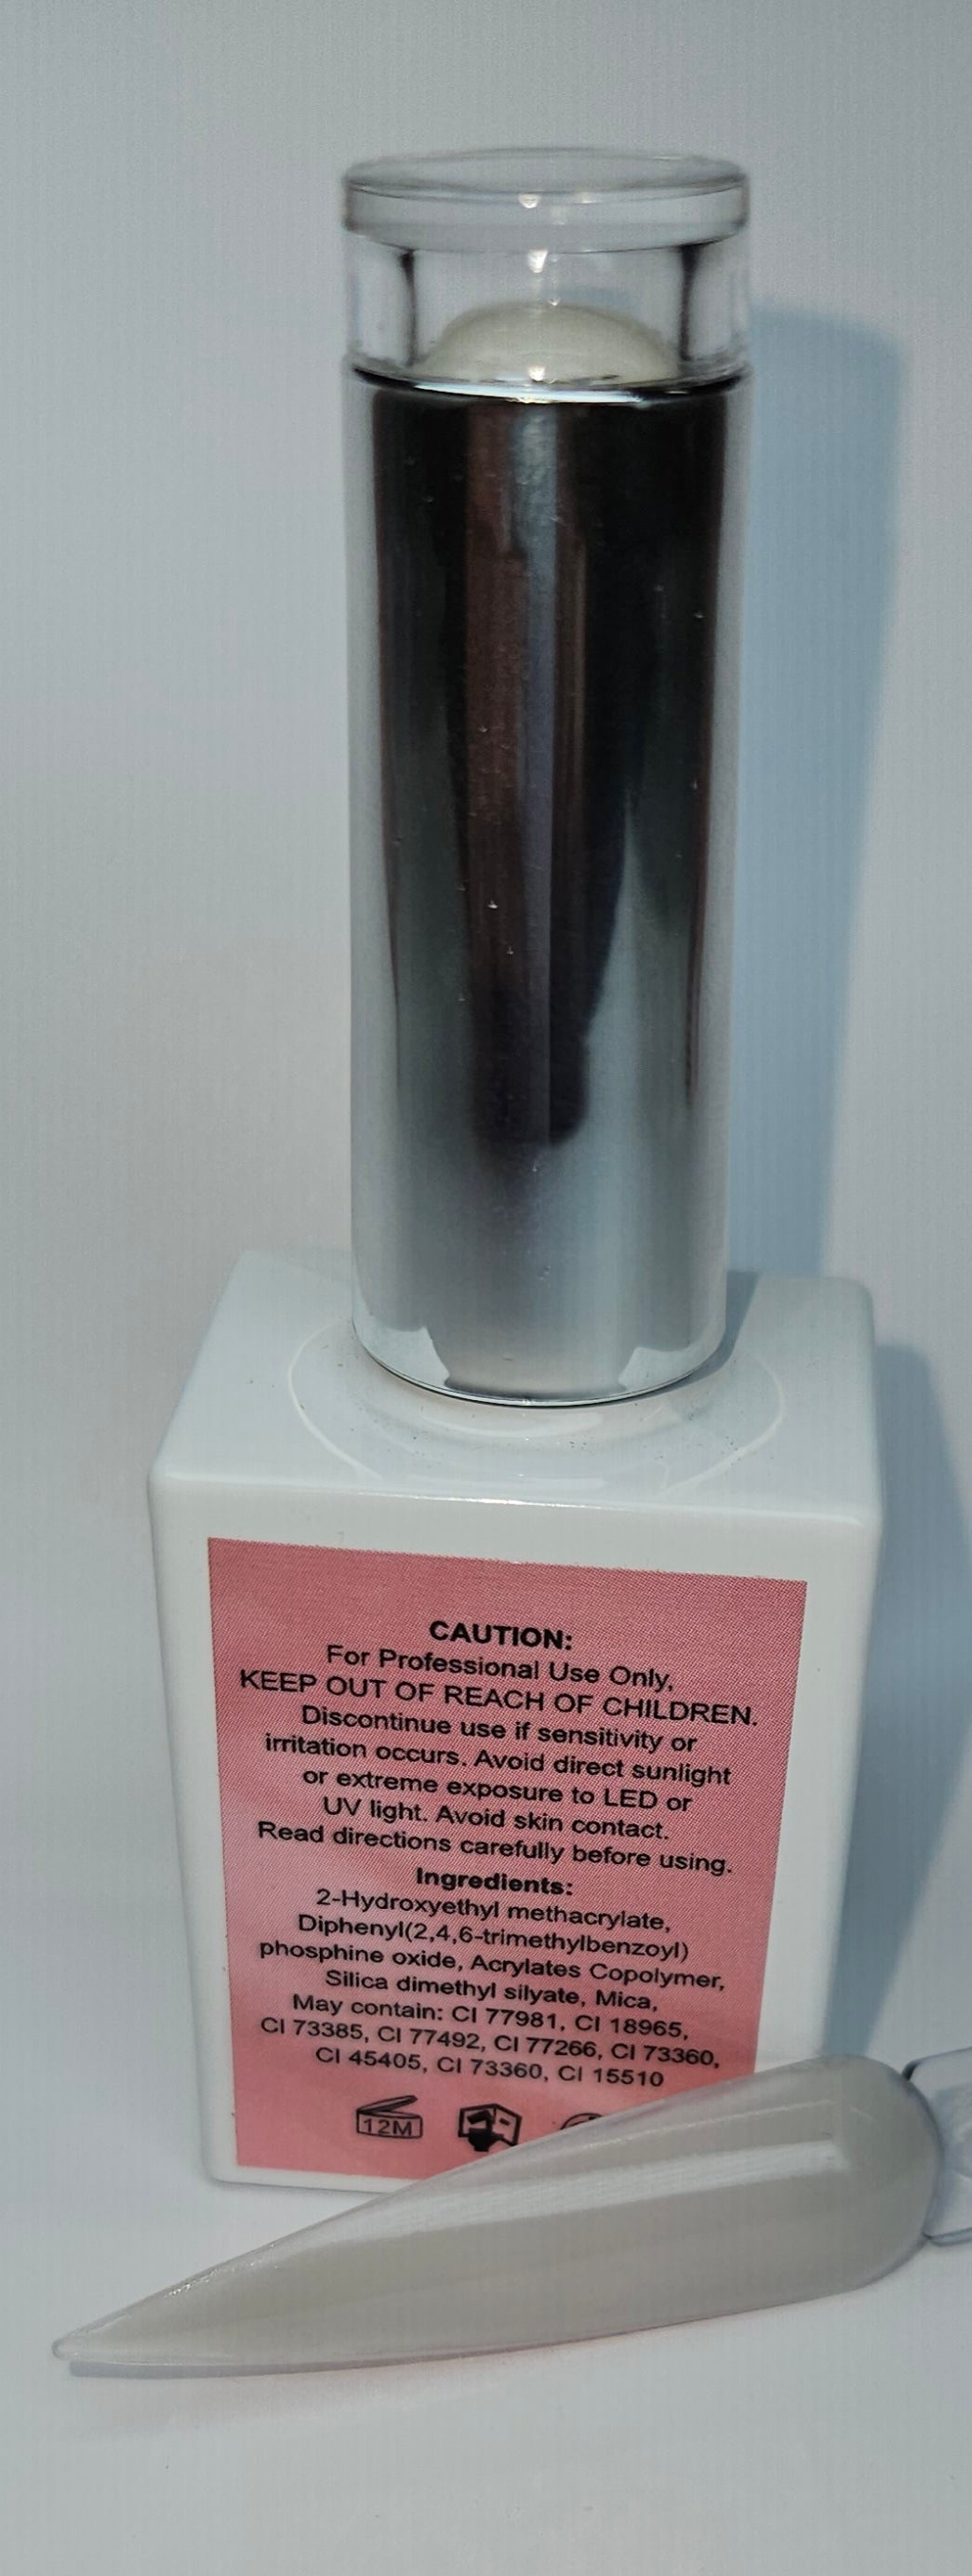 CAUTION:
For Professional Use Only,
KEEP OUT OF REACH OF CHILDREN.
Discontinue use if sensitivity or
irritation occurs. Avoid direct sunlight
or extreme exposure to LED or
UV light. Avoid skin contact.
Read directions carefully before using.
Ingredients:
2-Hydroxyethyl methacrylate,
Diphenyl(2,4,6-trimethylbenzoyl)
phosphine oxide, Acrylates Copolymer,
Silica dimethyl silyate, Mica,
May contain: CI 77981, CI 18965,
CI 73385, CI 77492, CI 77266, CI 73360,
CI 45405, CI 73360, CI 15510
12M